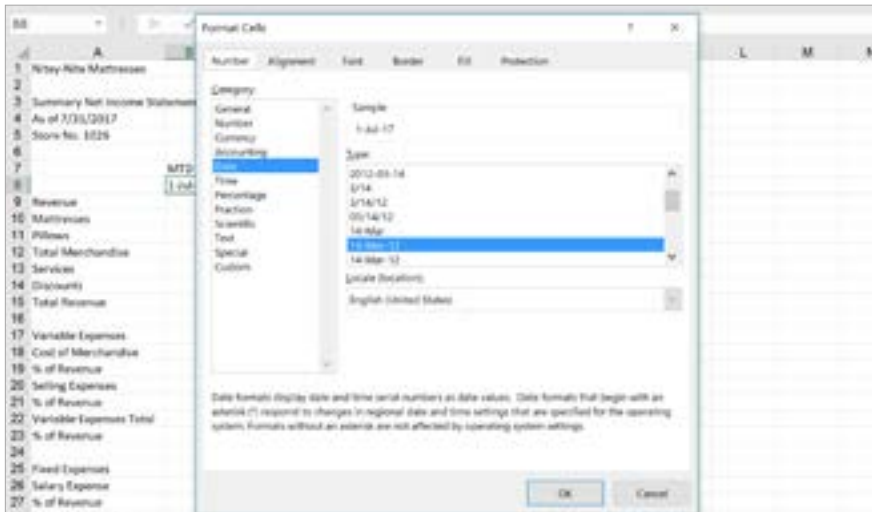 B8
Format Cells
?
Number Alignment Font Border Fill Protection
A
L M N
1 Nitey-Nite Mattresses
2
3 Summary Net Income Statement
4 As of 7/31/2017
5 Store No. 1026
6
7 MTD
8
9 Revenue
10 Mattresses
11 Pillows
12 Total Merchandise
13 Services
14 Discounts
15 Total Revenue
16
17 Variable Expenses
18 Cost of Merchandise
19 % of Revenue
20 Selling Expenses
21 % of Revenue
22 Variable Expenses Total
23 % of Revenue
24
25 Fixed Expenses
26 Salary Expense
27 % of Revenue
Category:
General
Number
Currency
Accounting
Date
Time
Percentage
Fraction
Scientific
Text
Special
Custom
Sample
1-Jul-17
Type:
2012-03-14
3/14
3/14/12
03/14/12
14-Mar
14-Mar-12
14-Mar-12
Locale (location):
English (United States)
Date formats display date and time serial numbers as date values. Date formats that begin with an
asterisk (*) respond to changes in regional date and time settings that are specified for the operating
system. Formats without an asterisk are not affected by operating system settings.
OK Cancel